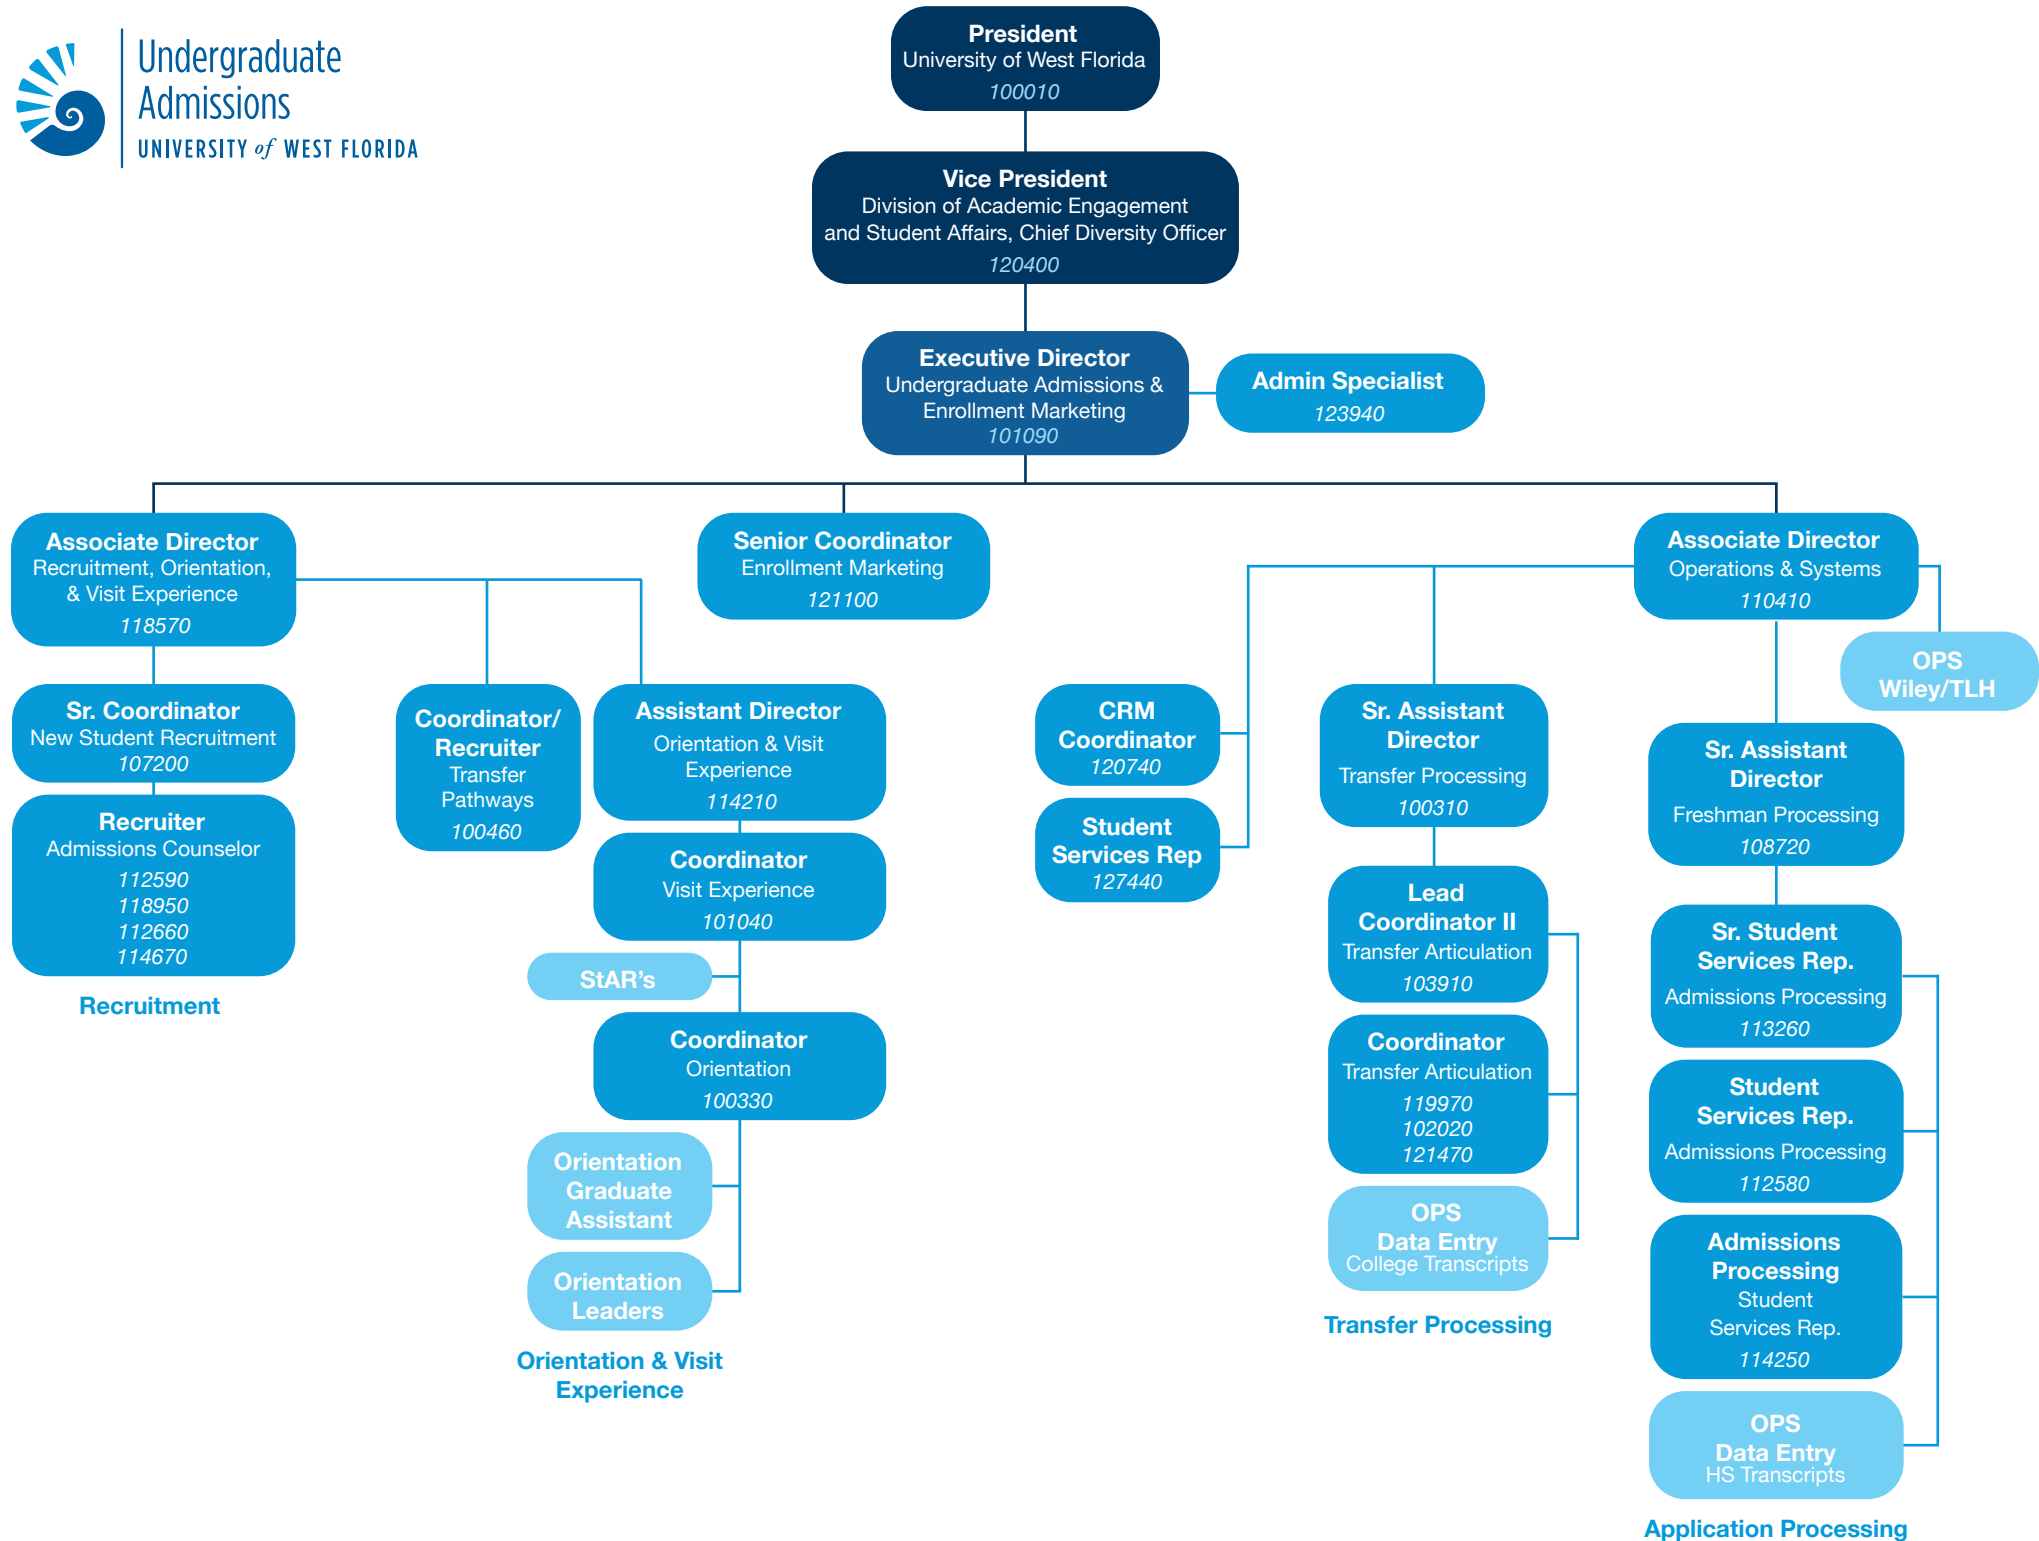 Undergraduate
Admissions
UNIVERSITY of WEST FLORIDA
President
University of West Florida
100010
Vice President
Division of Academic Engagement
and Student Affairs, Chief Diversity Officer
120400
Executive Director
Undergraduate Admissions &
Enrollment Marketing
101090
Admin Specialist
123940
Associate Director
Recruitment, Orientation,
& Visit Experience
118570
Senior Coordinator
Enrollment Marketing
121100
Associate Director
Operations & Systems
110410
OPS
Wiley/TLH
Sr. Coordinator
New Student Recruitment
107200
Recruiter
Admissions Counselor
112590
118950
112660
114670
Recruitment
Coordinator/
Recruiter
Transfer
Pathways
100460
Assistant Director
Orientation & Visit
Experience
114210
Coordinator
Visit Experience
101040
StAR's
Coordinator
Orientation
100330
Orientation
Graduate
Assistant
Orientation
Leaders
Orientation & Visit
Experience
CRM
Coordinator
120740
Student
Services Rep
127440
Sr. Assistant
Director
Transfer Processing
100310
Lead
Coordinator II
Transfer Articulation
103910
Coordinator
Transfer Articulation
119970
102020
121470
OPS
Data Entry
College Transcripts
Transfer Processing
Sr. Assistant
Director
Freshman Processing
108720
Sr. Student
Services Rep.
Admissions Processing
113260
Student
Services Rep.
Admissions Processing
112580
Admissions
Processing
Student
Services Rep.
114250
OPS
Data Entry
HS Transcripts
Application Processing